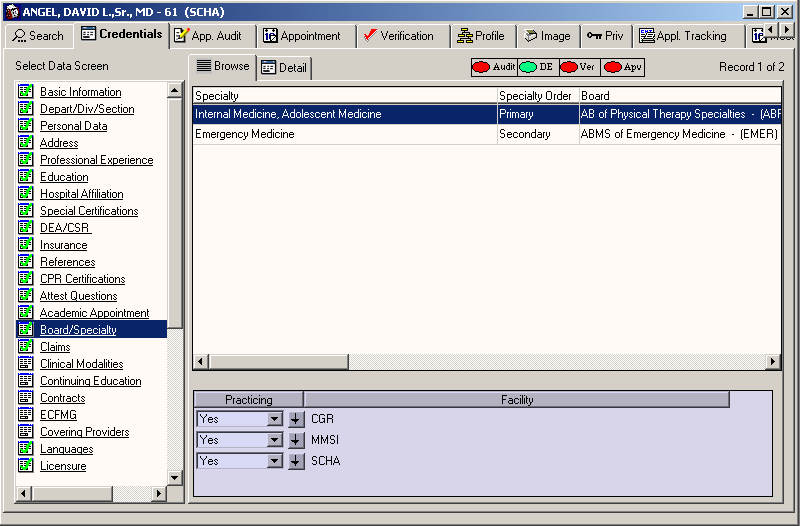 ANGEL, DAVID L.,Sr., MD - 61 (SCHA)
Search Credentials App. Audit Appointment Verification Profile Image Priv Appl. Tracking
Select Data Screen
Browse Detail Audit DE Ver Apv Record 1 of 2
Basic Information
Depart/Div/Section
Personal Data
Address
Professional Experience
Education
Hospital Affiliation
Special Certifications
DEA/CSR
Insurance
References
CPR Certifications
Attest Questions
Academic Appointment
Board/Specialty
Claims
Clinical Modalities
Continuing Education
Contracts
ECFMG
Covering Providers
Languages
Licensure
Specialty Specialty Order Board
Internal Medicine, Adolescent Medicine Primary AB of Physical Therapy Specialties - (ABP
Emergency Medicine Secondary ABMS of Emergency Medicine - (EMER)
Practicing Facility
Yes CGR
Yes MMSI
Yes SCHA